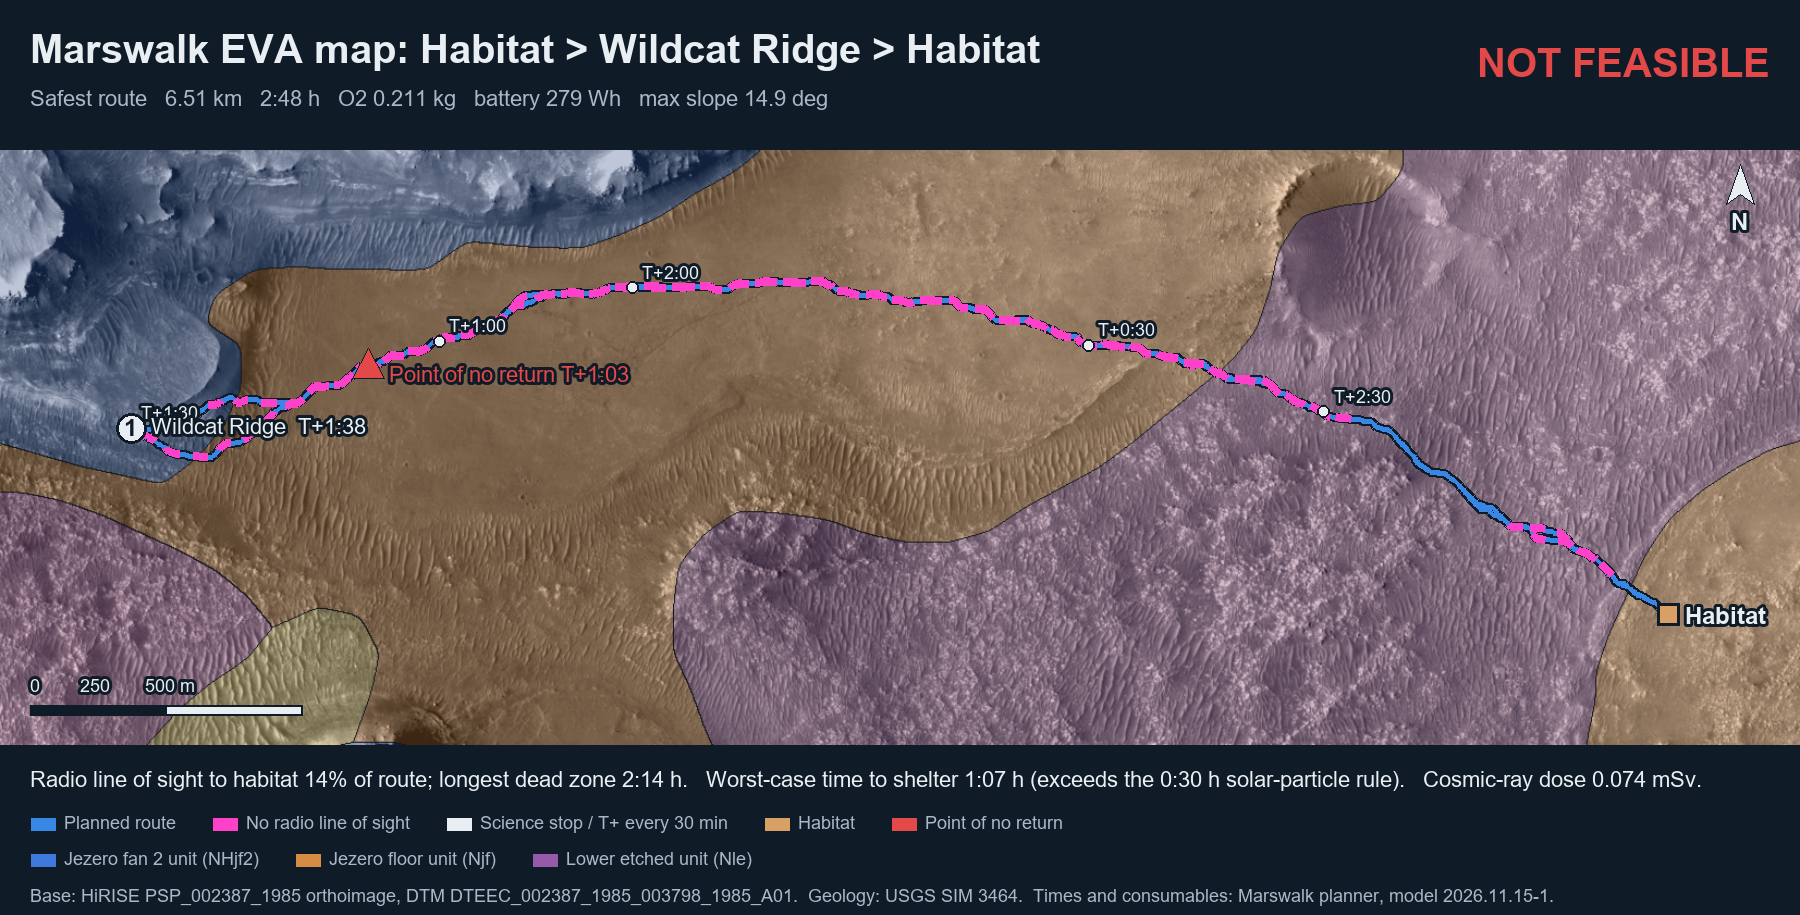 Marswalk EVA map: Habitat > Wildcat Ridge > Habitat
NOT FEASIBLE
Safest route 6.51 km 2:48 h O2 0.211 kg battery 279 Wh max slope 14.9 deg
N
T+2:00
T+1:00
T+0:30
Point of no return T+1:03
T+2:30
T+1:30
1 Wildcat Ridge T+1:38
Habitat
0 250 500 m
Radio line of sight to habitat 14% of route; longest dead zone 2:14 h. Worst-case time to shelter 1:07 h (exceeds the 0:30 h solar-particle rule). Cosmic-ray dose 0.074 mSv.
Planned route No radio line of sight Science stop / T+ every 30 min Habitat Point of no return
Jezero fan 2 unit (NHjf2) Jezero floor unit (Njf) Lower etched unit (Nle)
Base: HiRISE PSP_002387_1985 orthoimage, DTM DTEEC_002387_1985_003798_1985_A01. Geology: USGS SIM 3464. Times and consumables: Marswalk planner, model 2026.11.15-1.